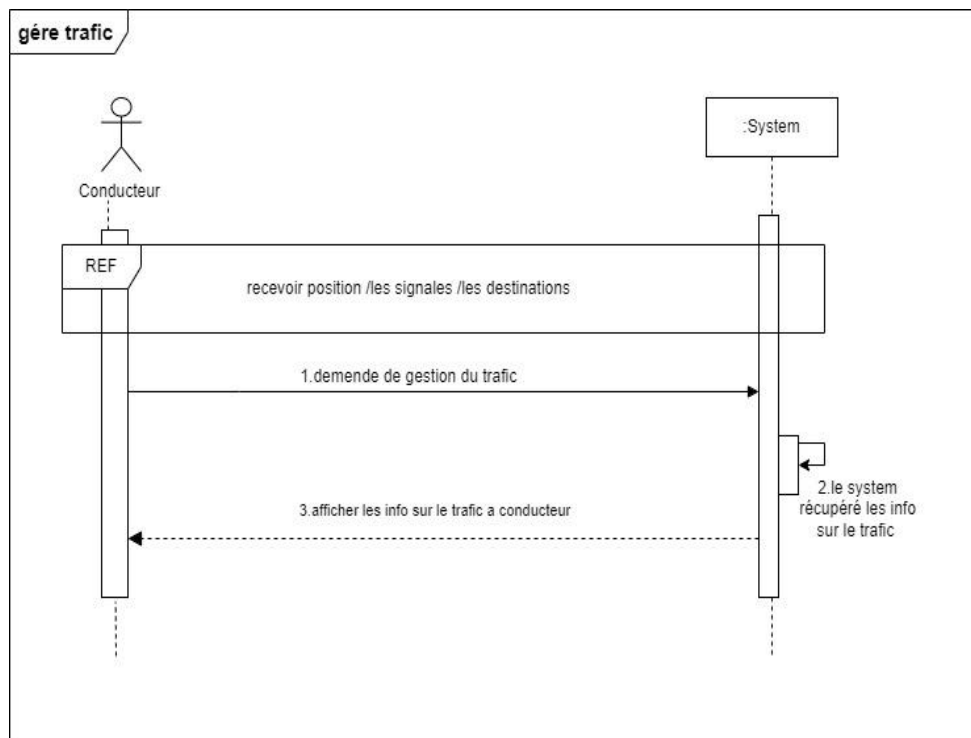 gére trafic
:System
Conducteur
REF
recevoir position /les signales /les destinations
1.demende de gestion du trafic
2.le system
récupéré les info
sur le trafic
3.afficher les info sur le trafic a conducteur